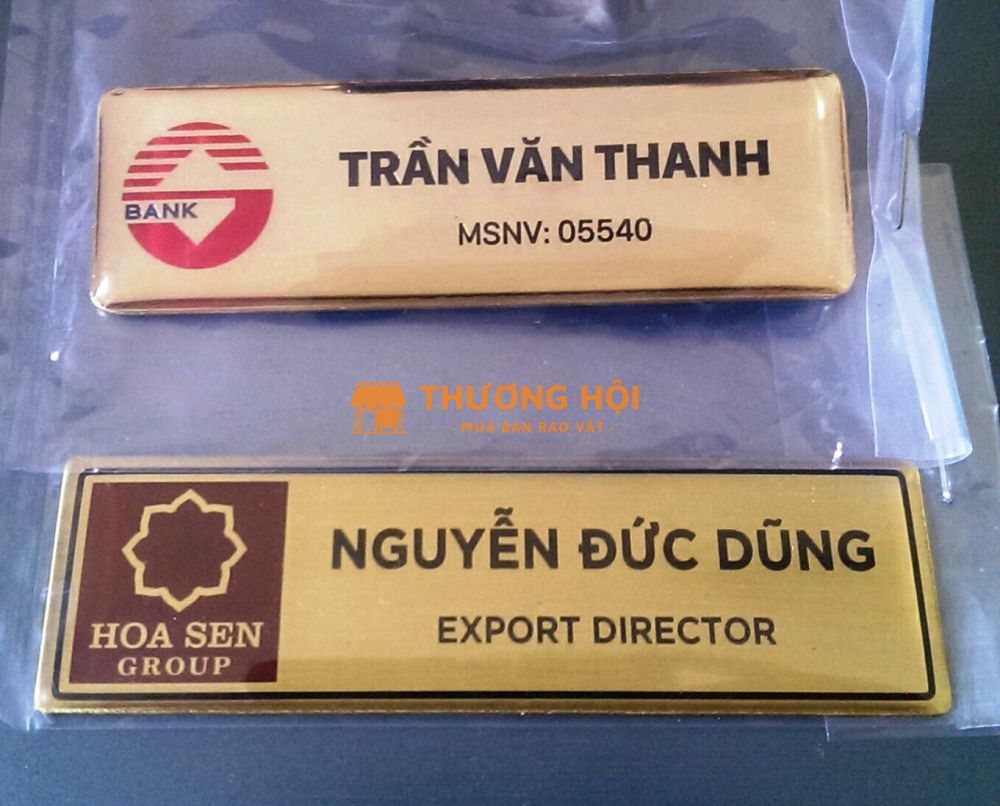 BANK
TRẦN VĂN THANH
MSNV: 05540
THƯƠNG HỘI
- MUA BÁN RAO VẶT -
HOA SEN
GROUP
NGUYỄN ĐỨC DŨNG
EXPORT DIRECTOR